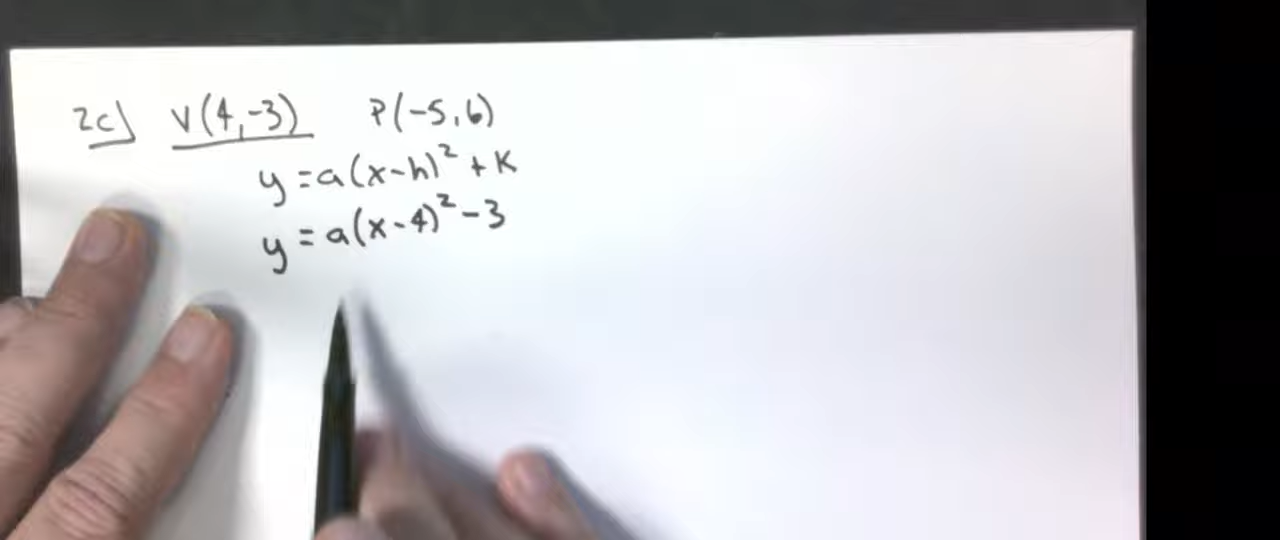 2c) V(4,-3) P(-5,6)
y=a(x-h)²+k
y=a(x-4)²-3